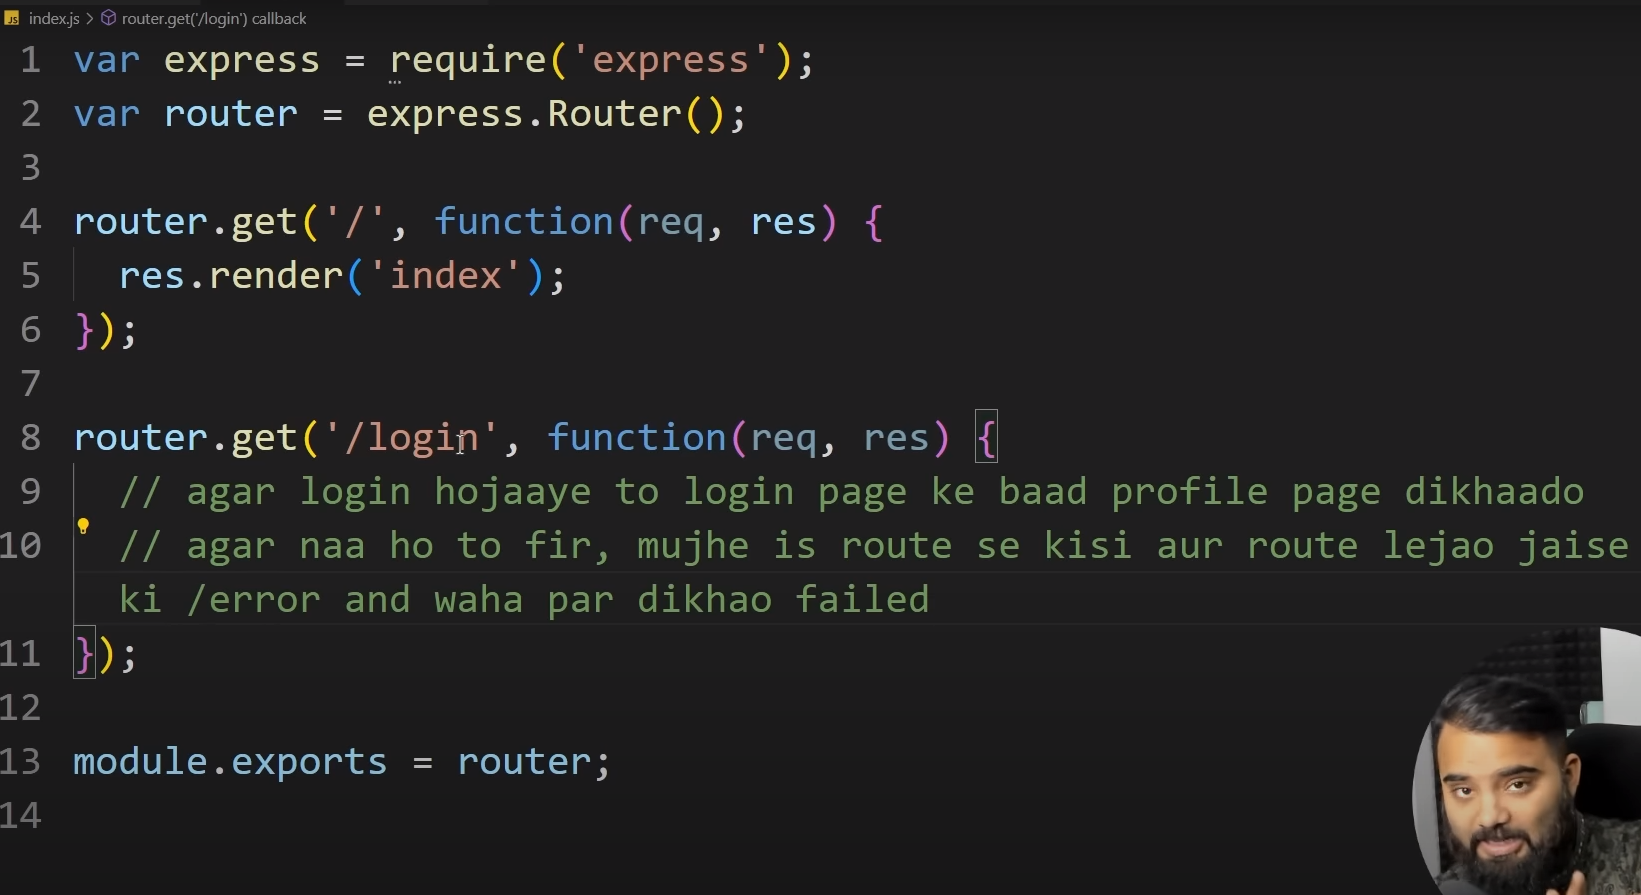 JS index.js > router.get('/login') callback
1 var express = require('express');
2 var router = express.Router();
3
4 router.get('/', function(req, res) {
5 res.render('index');
6 });
7
8 router.get('/login', function(req, res) {
9 // agar login hojaaye to login page ke baad profile page dikhaado
10 // agar naa ho to fir, mujhe is route se kisi aur route lejao jaise
ki /error and waha par dikhao failed
11 });
12
13 module.exports = router;
14